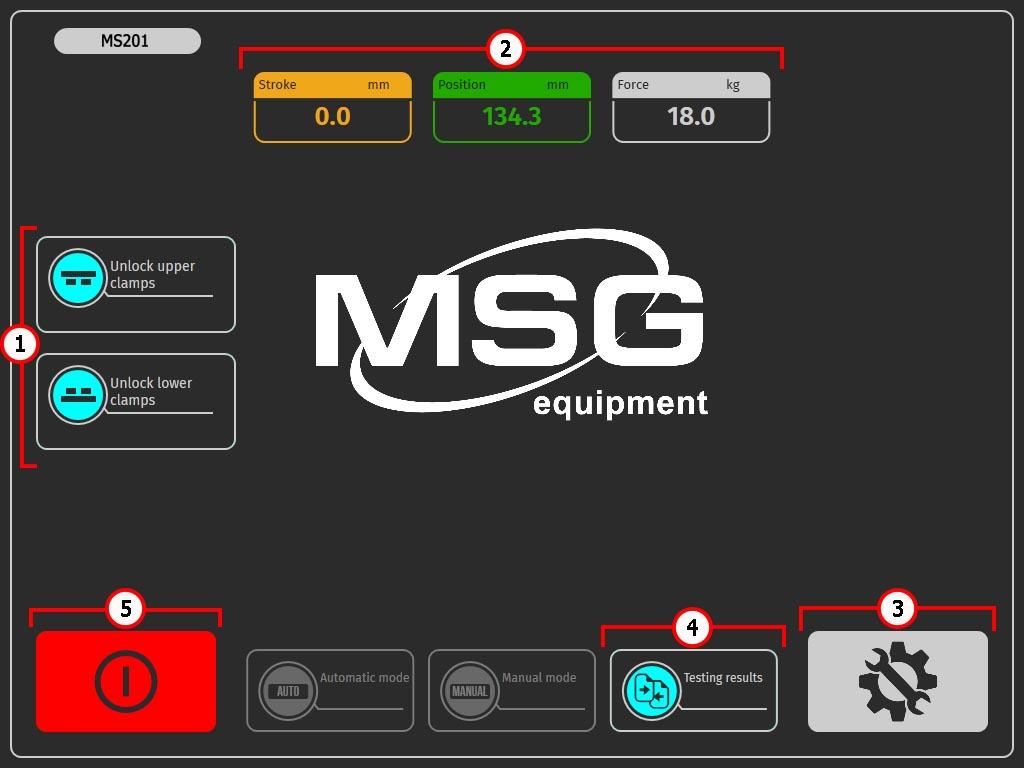 MS201
2
Stroke mm
0.0
Position mm
134.3
Force kg
18.0
1
Unlock upper
clamps
Unlock lower
clamps
MSG
equipment
5
4
3
AUTO
Automatic mode
MANUAL
Manual mode
Testing results